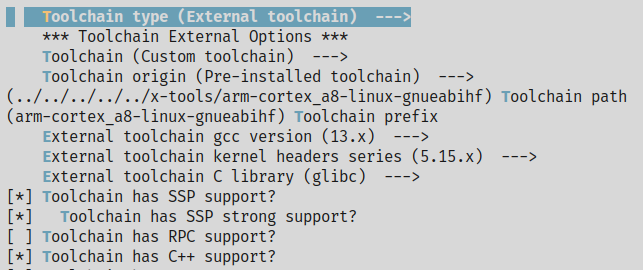 Toolchain type (External toolchain)  --->
*** Toolchain External Options ***
Toolchain (Custom toolchain)  --->
Toolchain origin (Pre-installed toolchain)  --->
(../../../../../x-tools/arm-cortex_a8-linux-gnueabihf) Toolchain path
(arm-cortex_a8-linux-gnueabihf) Toolchain prefix
External toolchain gcc version (13.x)  --->
External toolchain kernel headers series (5.15.x)  --->
External toolchain C library (glibc)  --->
[*] Toolchain has SSP support?
[*]   Toolchain has SSP strong support?
[ ] Toolchain has RPC support?
[*] Toolchain has C++ support?